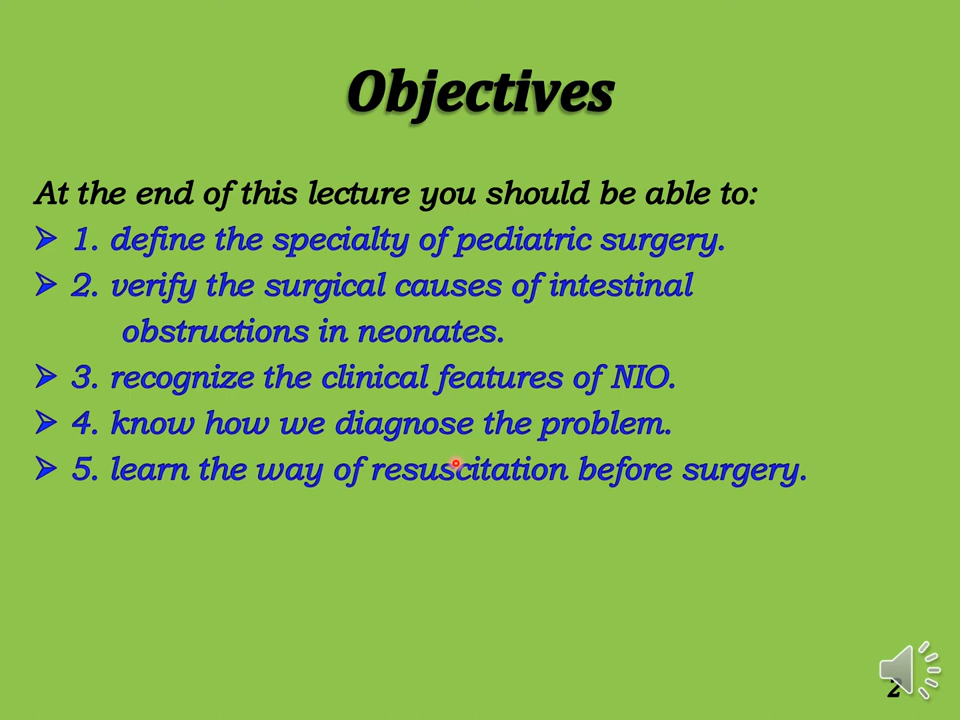 Objectives
At the end of this lecture you should be able to:
1. define the specialty of pediatric surgery.
2. verify the surgical causes of intestinal
obstructions in neonates.
3. recognize the clinical features of NIO.
4. know how we diagnose the problem.
5. learn the way of resuscitation before surgery.
2